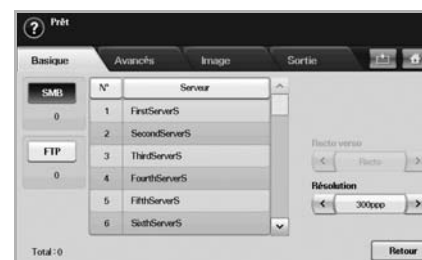 ? Prêt
Basique Avancés Image Sortie
SMB
0
FTP
0
N° Serveur
1 FirstServerS
2 SecondServerS
3 ThirdServerS
4 FourthServerS
5 FifthServerS
6 SixthServerS
Recto verso
Recto
Résolution
300ppp
Total : 0
Retour